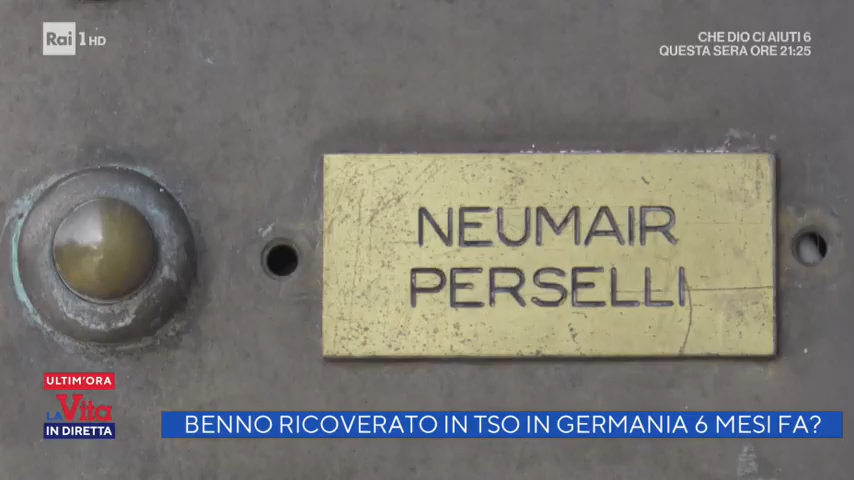 Rai 1 HD
CHE DIO CI AIUTI 6
QUESTA SERA ORE 21:25
NEUMAIR
PERSELLI
ULTIM'ORA
LA Vita
IN DIRETTA
BENNO RICOVERATO IN TSO IN GERMANIA 6 MESI FA?